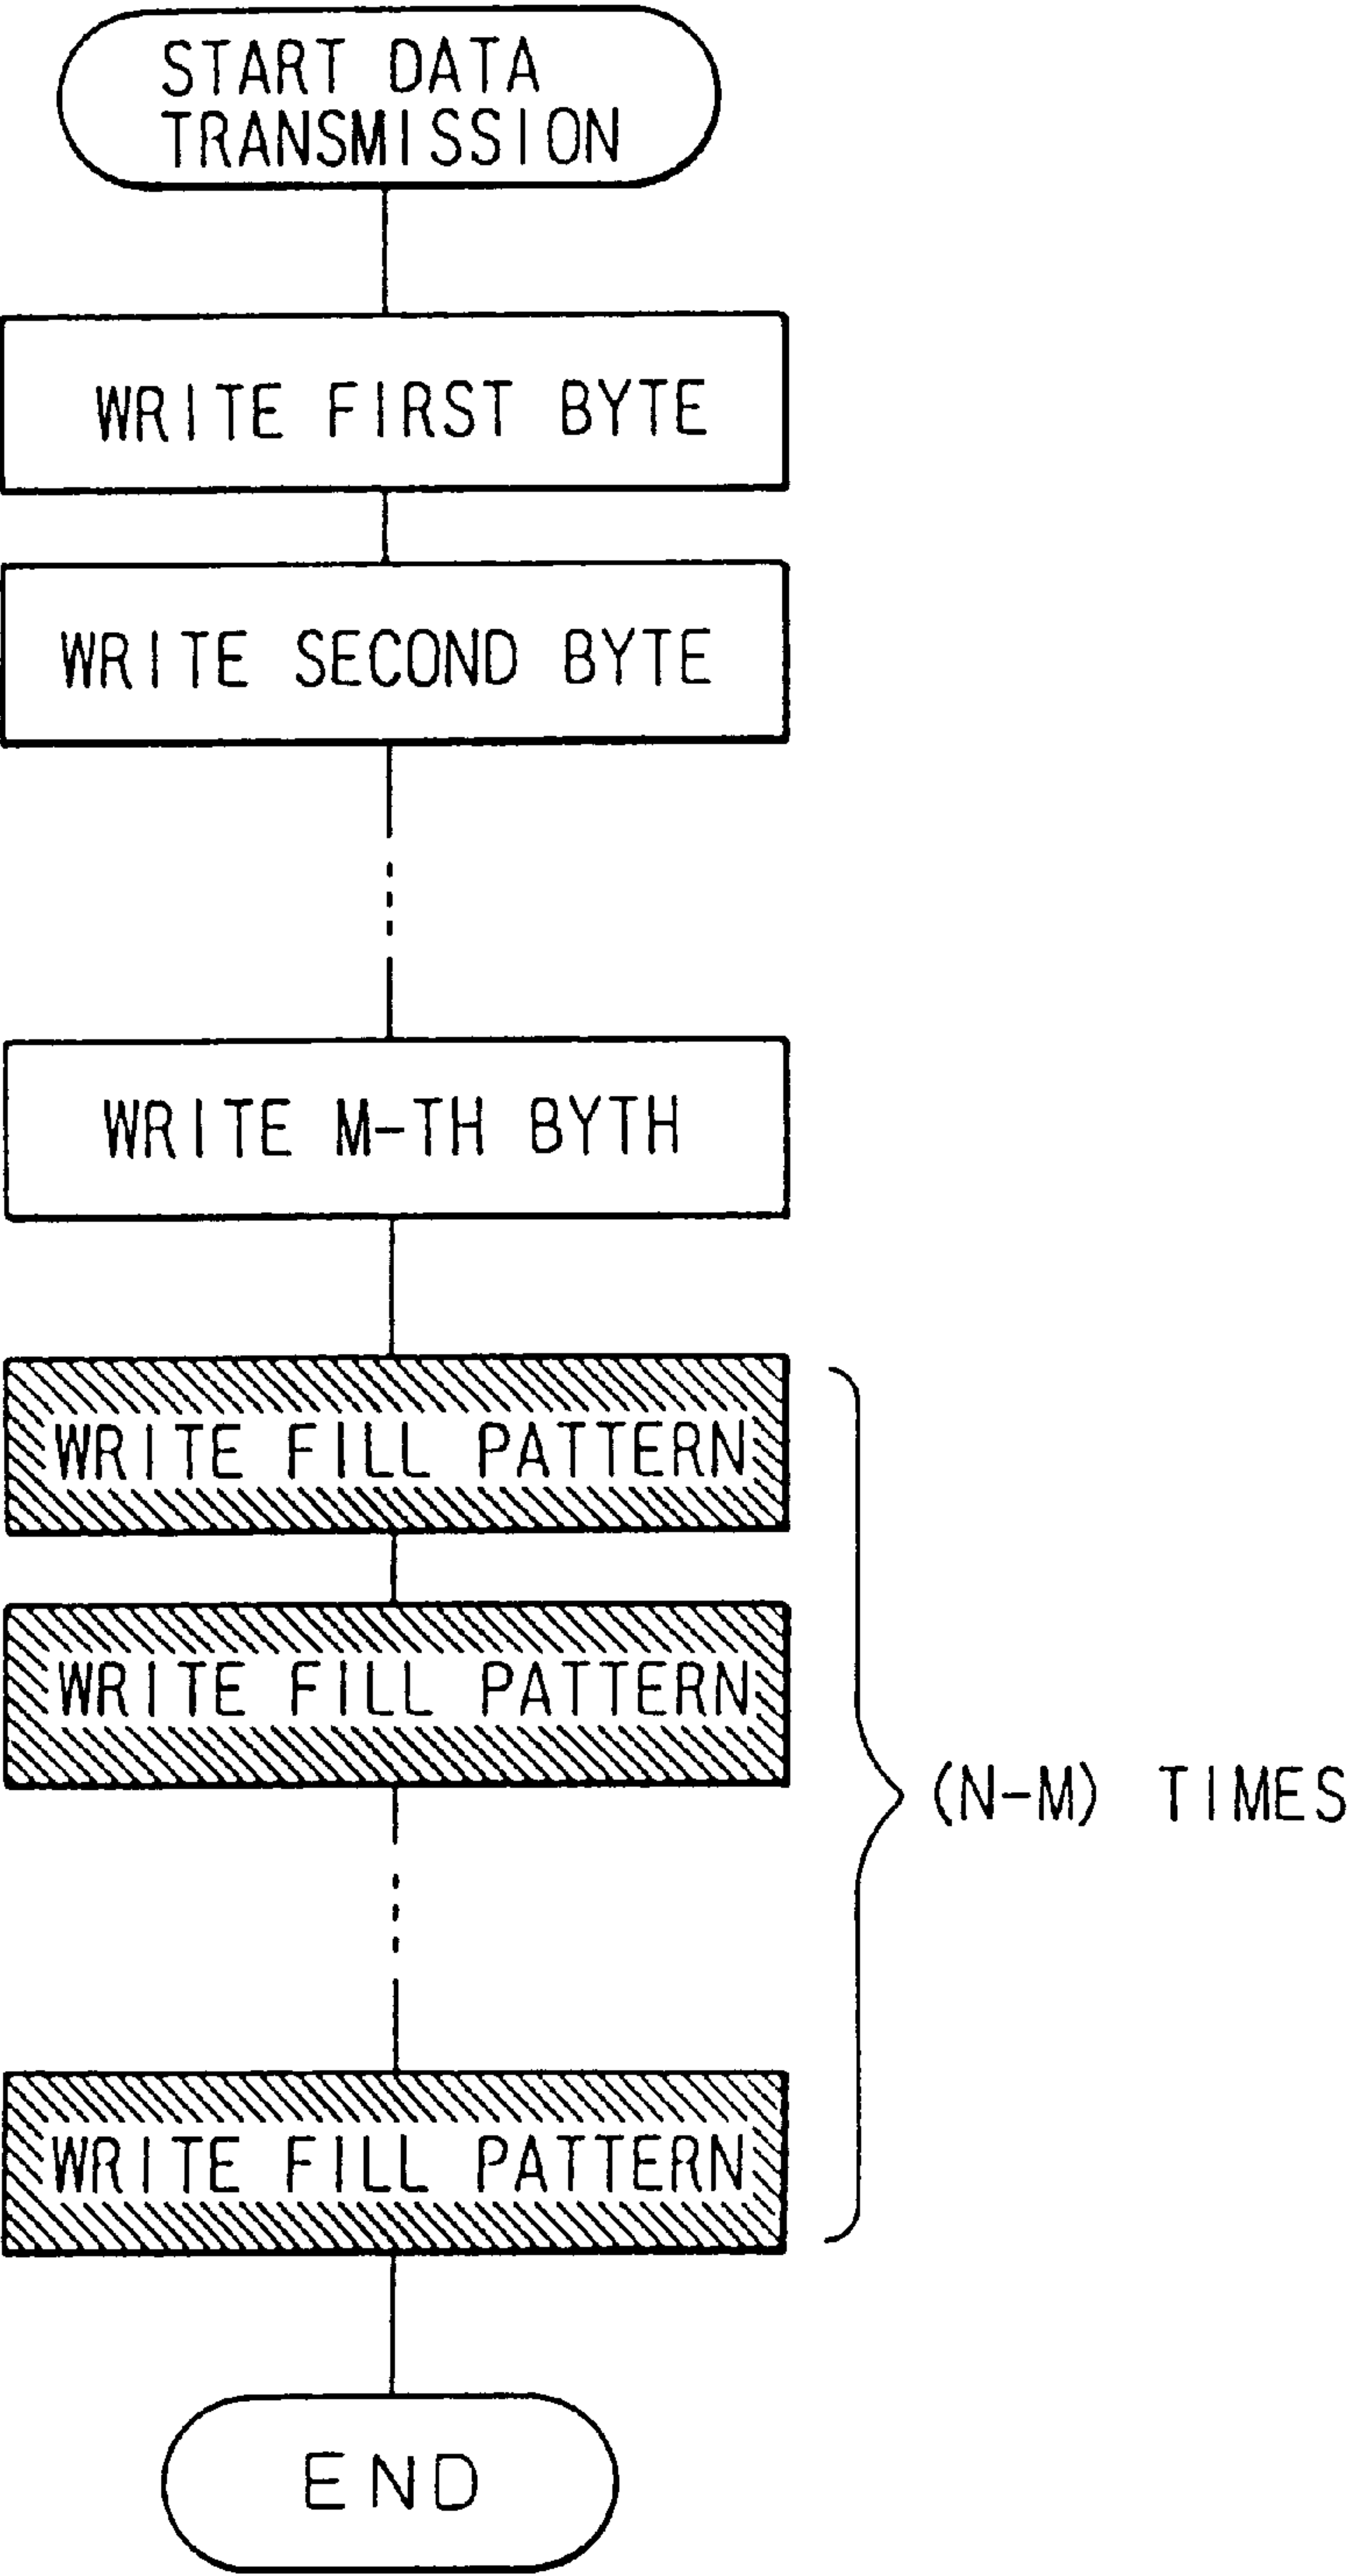 START DATA
TRANSMISSION
WRITE FIRST BYTE
WRITE SECOND BYTE
WRITE M-TH BYTH
WRITE FILL PATTERN
WRITE FILL PATTERN
(N-M) TIMES
WRITE FILL PATTERN
END